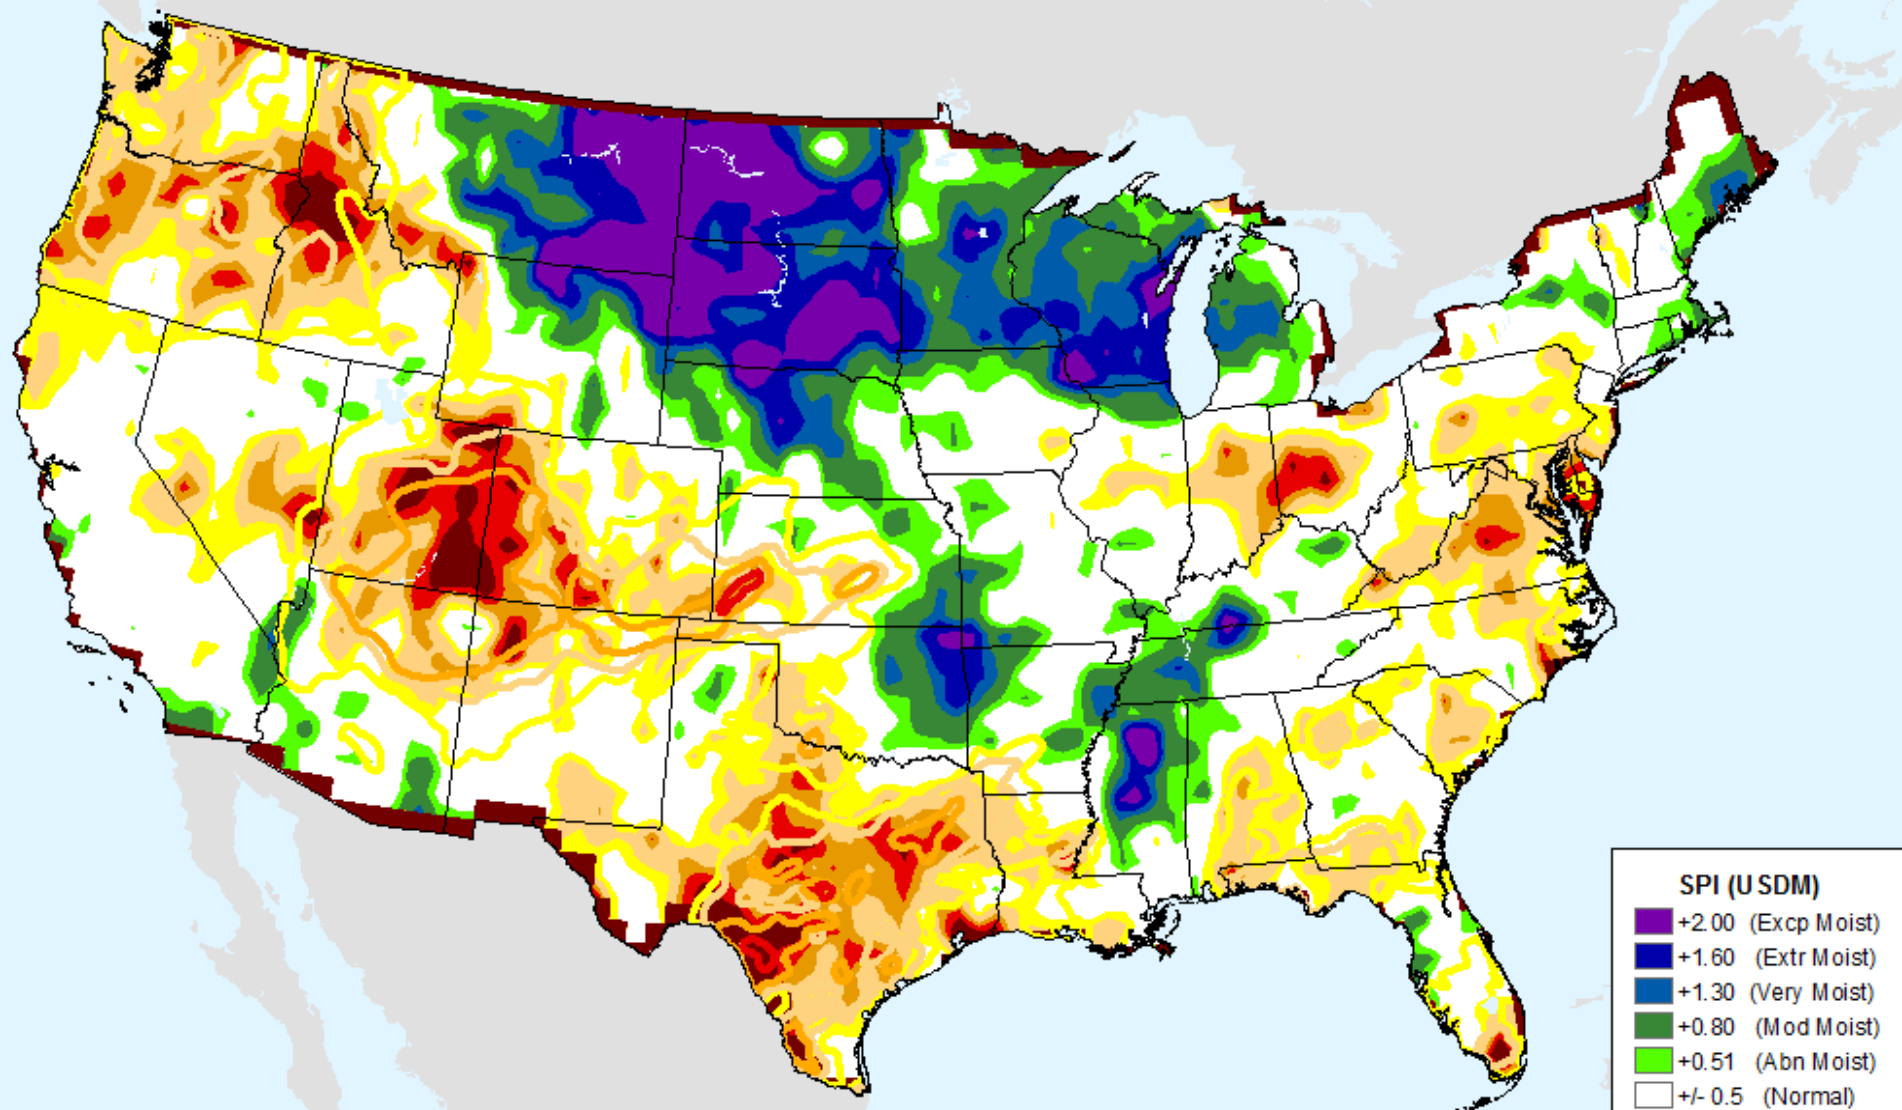 SPI (USDM)
+2.00 (Excp Moist)
+1.60 (Extr Moist)
+1.30 (Very Moist)
+0.80 (Mod Moist)
+0.51 (Abn Moist)
+/- 0.5 (Normal)